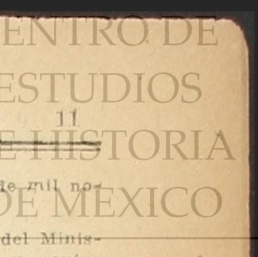 ENTRO DE
ESTUDIOS
11
E HISTORIA
de mil no-
DE MEXICO
del Minis-